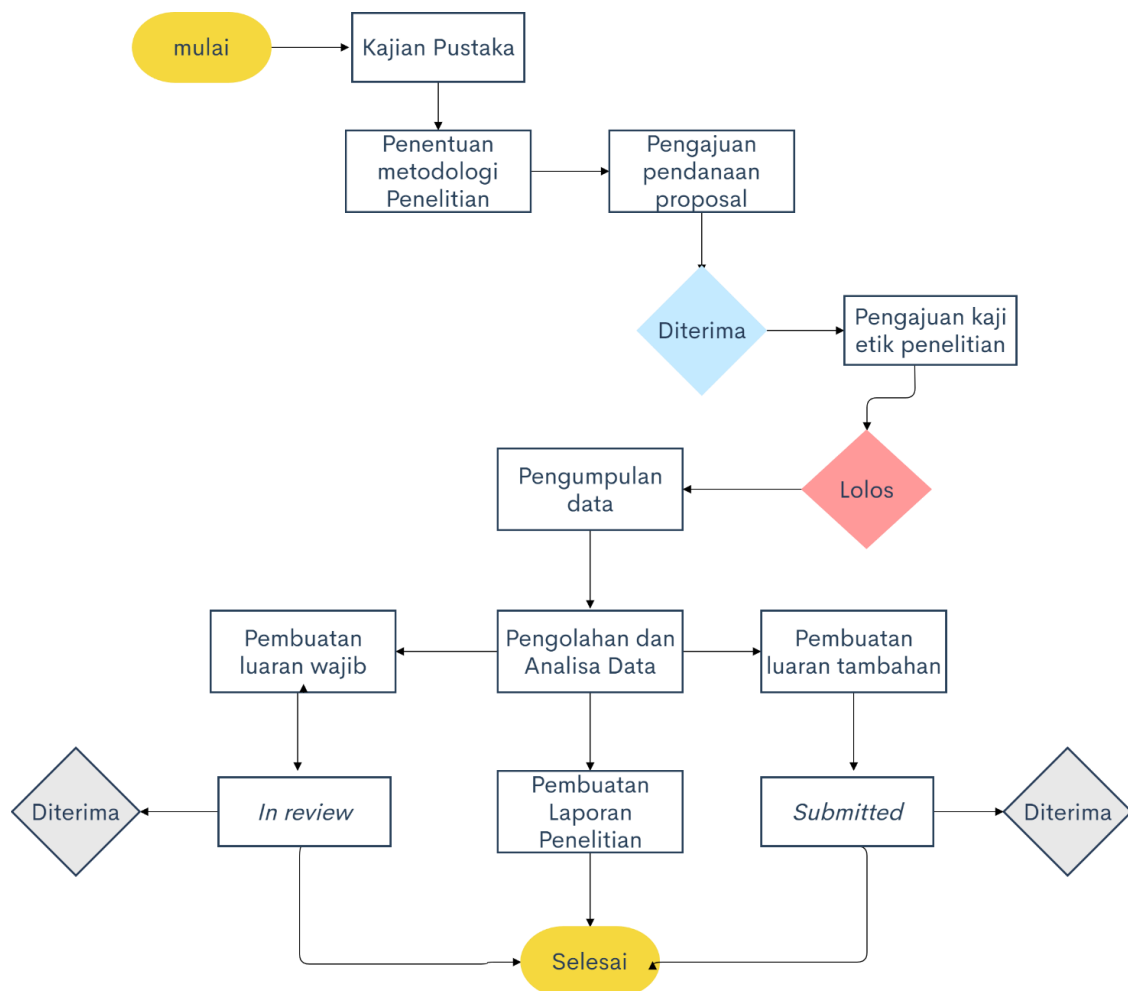 mulai
Kajian Pustaka
Penentuan
metodologi
Penelitian
Pengajuan
pendanaan
proposal
Diterima
Pengajuan kaji
etik penelitian
Lolos
Pengumpulan
data
Pembuatan
luaran wajib
Pengolahan dan
Analisa Data
Pembuatan
luaran tambahan
Diterima
In review
Pembuatan
Laporan
Penelitian
Submitted
Diterima
Selesai